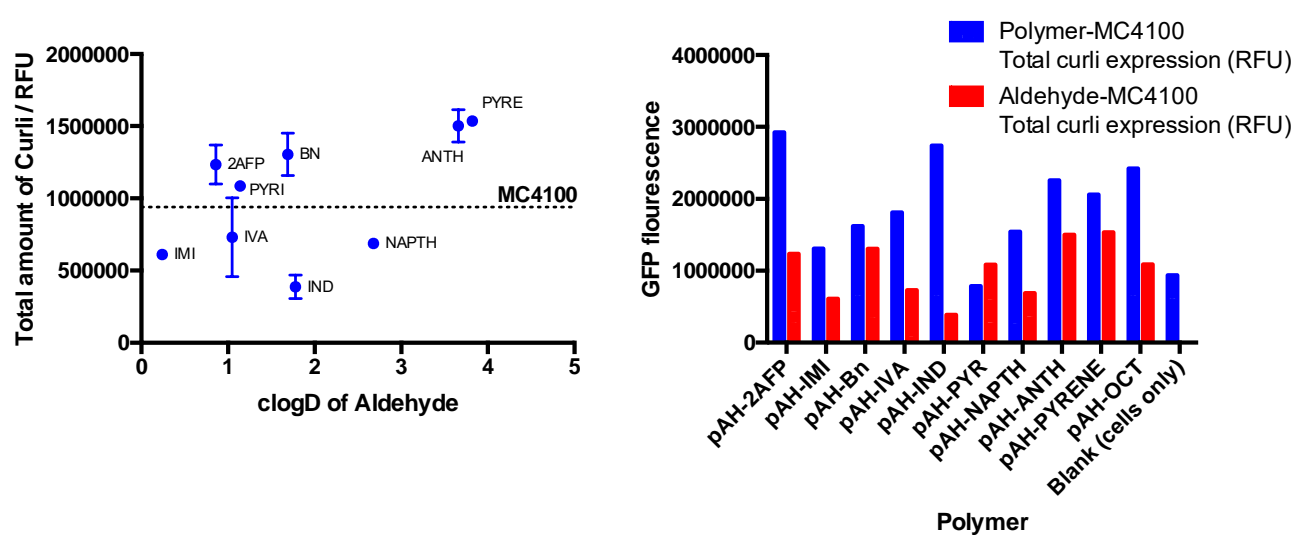 Total amount of Curli / RFU
2000000
1500000
1000000
500000
0
0
1
2
3
4
5
clogD of Aldehyde
PYRE
ANTH
BN
2AFP
PYRI
MC4100
IVA
IMI
NAPTH
IND
Polymer-MC4100
Total curli expression (RFU)
Aldehyde-MC4100
Total curli expression (RFU)
GFP flourescence
4000000
3000000
2000000
1000000
0
pAH-2AFP
pAH-IMI
pAH-Bn
pAH-IVA
pAH-IND
pAH-PYR
pAH-NAPTH
pAH-ANTH
pAH-PYRENE
pAH-OCT
Blank (cells only)
Polymer